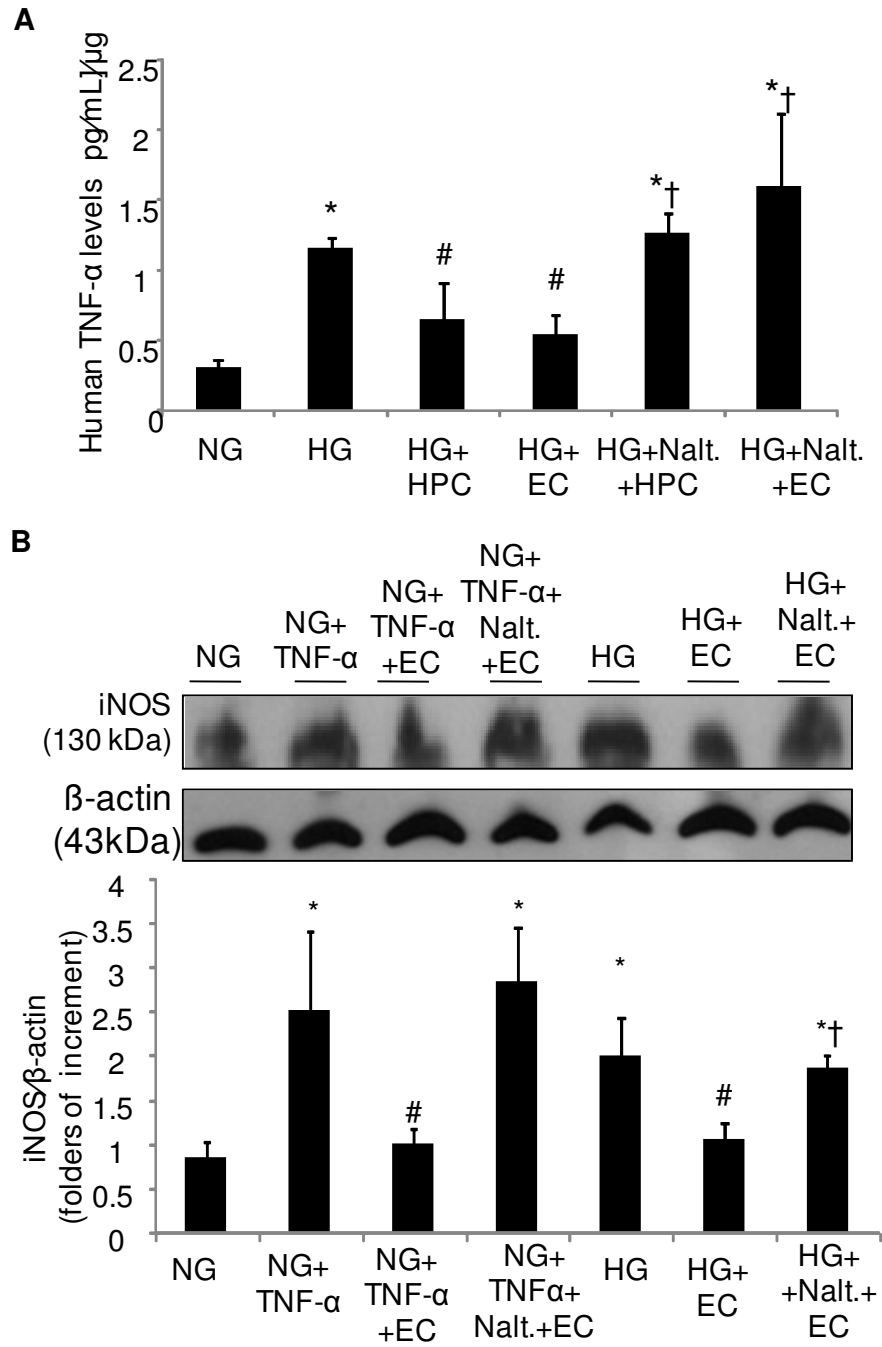 A
Human TNF-α levels pg/mL]/µg
2.5
2
1.5
1
0.5
0
*
#
#
*†
*†
NG HG HG+ HG+ HG+Nalt. HG+Nalt.
HPC EC +HPC +EC
B
NG NG+ NG+ NG+ HG HG+ HG+
TNF-α TNF-α TNF-α+ EC Nalt.+
+EC Nalt. EC
+EC
iNOS
(130 kDa)
ß-actin
(43kDa)
iNOS/β-actin
(folders of increment)
4
3.5
3
2.5
2
1.5
1
0.5
0
*
#
*
*
#
*†
NG NG+ NG+ NG+ HG HG+ HG+
TNF-α TNF-α TNFα+ EC +Nalt.+
+EC Nalt.+EC EC